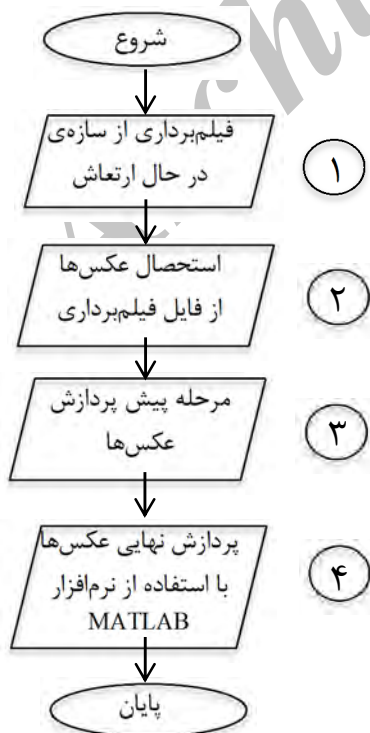 شروع
فیلم‌برداری از سازه‌ی
در حال ارتعاش
۱
استحصال عکس‌ها
از فایل فیلم‌برداری
۲
مرحله پیش پردازش
عکس‌ها
۳
پردازش نهایی عکس‌ها
با استفاده از نرم‌افزار
MATLAB
۴
پایان